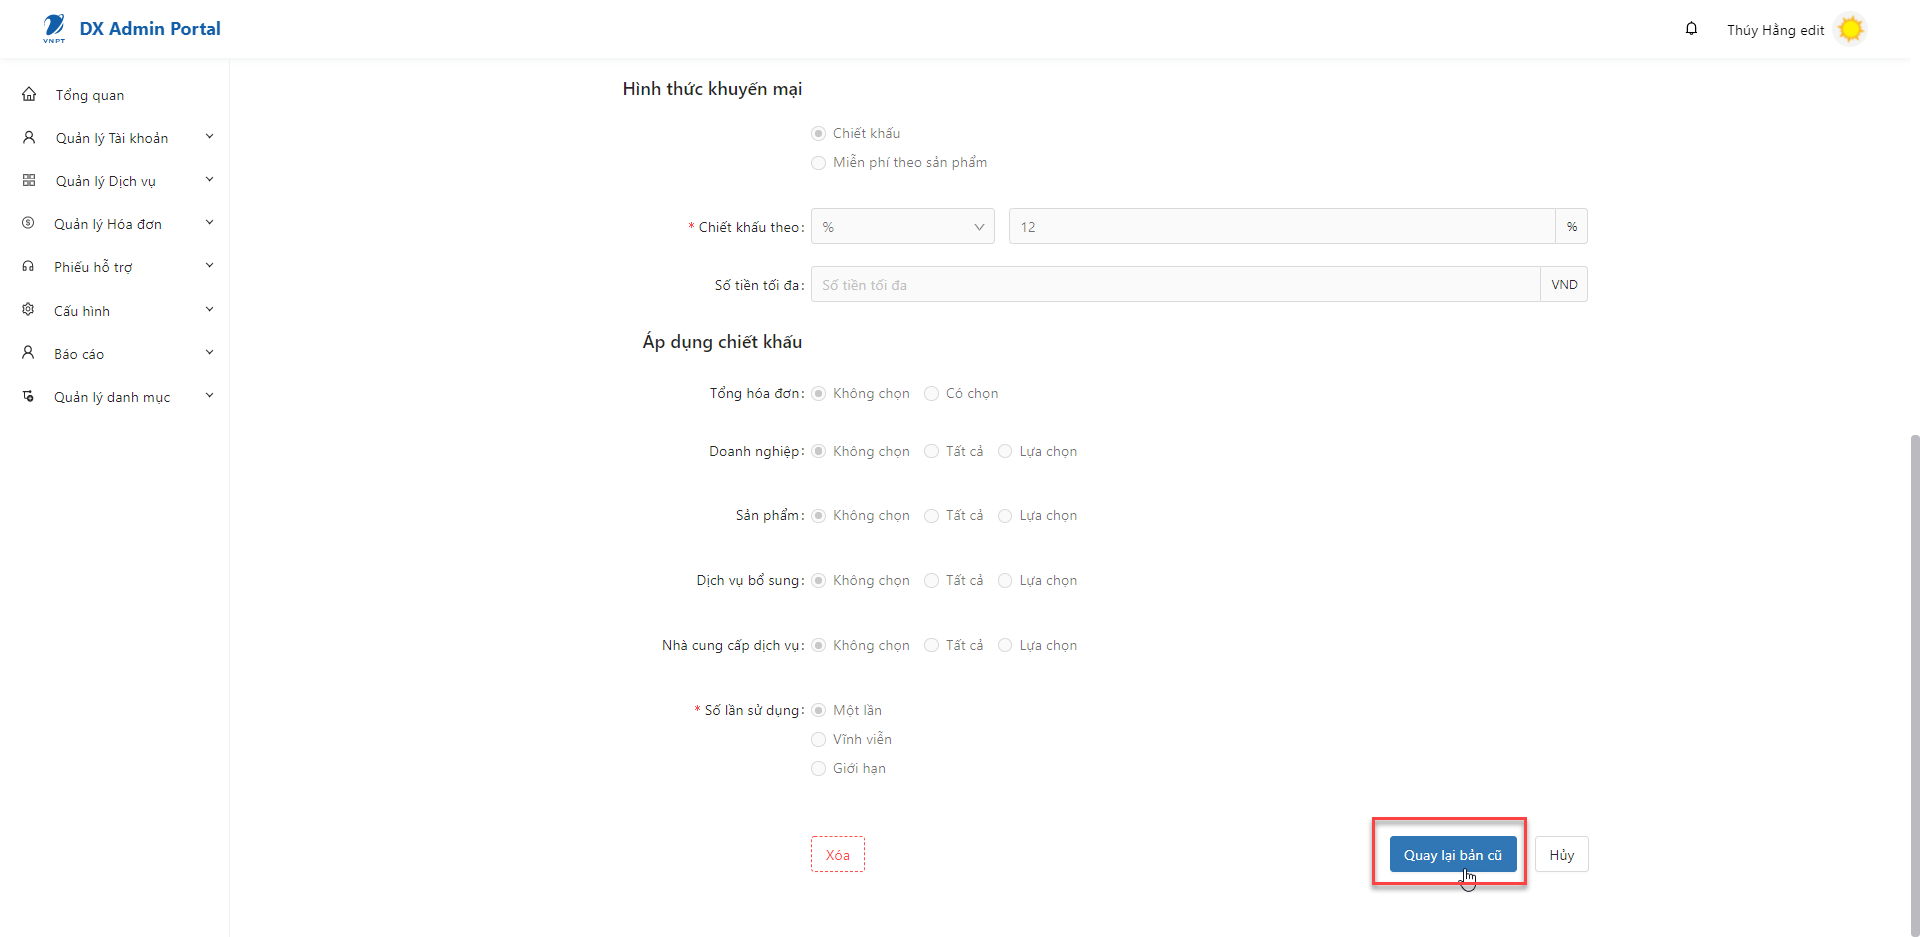 VNPT
DX Admin Portal
Thúy Hằng edit
Tổng quan
Quản lý Tài khoản
Quản lý Dịch vụ
Quản lý Hóa đơn
Phiếu hỗ trợ
Cấu hình
Báo cáo
Quản lý danh mục
Hình thức khuyến mại
Chiết khấu
Miễn phí theo sản phẩm
* Chiết khấu theo: % 12 %
Số tiền tối đa: Số tiền tối đa VND
Áp dụng chiết khấu
Tổng hóa đơn: Không chọn Có chọn
Doanh nghiệp: Không chọn Tất cả Lựa chọn
Sản phẩm: Không chọn Tất cả Lựa chọn
Dịch vụ bổ sung: Không chọn Tất cả Lựa chọn
Nhà cung cấp dịch vụ: Không chọn Tất cả Lựa chọn
* Số lần sử dụng: Một lần
Vĩnh viễn
Giới hạn
Xóa Quay lại bản cũ Hủy